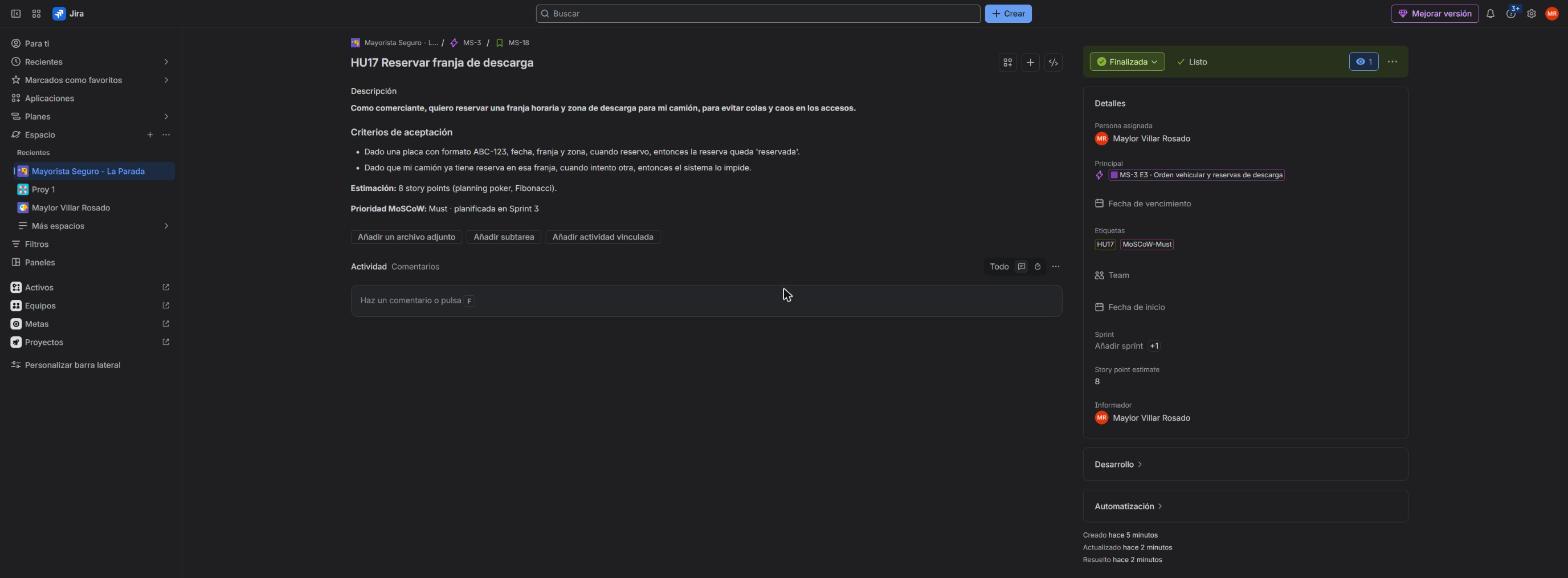 Jira
Buscar
Crear
Mejorar versión
3+
MR
Para ti
Recientes
Marcados como favoritos
Aplicaciones
Planes
Espacio
Recientes
Mayorista Seguro - La Parada
Proy 1
Maylor Villar Rosado
Más espacios
Filtros
Paneles
Activos
Equipos
Metas
Proyectos
Personalizar barra lateral
Mayorista Seguro - L... / MS-3 / MS-18
HU17 Reservar franja de descarga
Descripción
Como comerciante, quiero reservar una franja horaria y zona de descarga para mi camión, para evitar colas y caos en los accesos.
Criterios de aceptación
• Dado una placa con formato ABC-123, fecha, franja y zona, cuando reservo, entonces la reserva queda 'reservada'.
• Dado que mi camión ya tiene reserva en esa franja, cuando intento otra, entonces el sistema lo impide.
Estimación: 8 story points (planning poker, Fibonacci).
Prioridad MoSCoW: Must · planificada en Sprint 3
Añadir un archivo adjunto
Añadir subtarea
Añadir actividad vinculada
Actividad Comentarios
Todo
Haz un comentario o pulsa F
Finalizada
Listo
1
Detalles
Persona asignada
MR Maylor Villar Rosado
Principal
MS-3 E3 · Orden vehicular y reservas de descarga
Fecha de vencimiento
Etiquetas
HU17 MoSCoW-Must
Team
Fecha de inicio
Sprint
Añadir sprint +1
Story point estimate
8
Informador
MR Maylor Villar Rosado
Desarrollo
Automatización
Creado hace 5 minutos
Actualizado hace 2 minutos
Resuelto hace 2 minutos